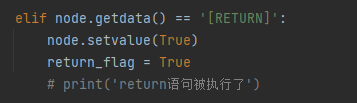 elif node.getdata() == '[RETURN]':
    node.setvalue(True)
    return_flag = True
    # print('return语句被执行了')